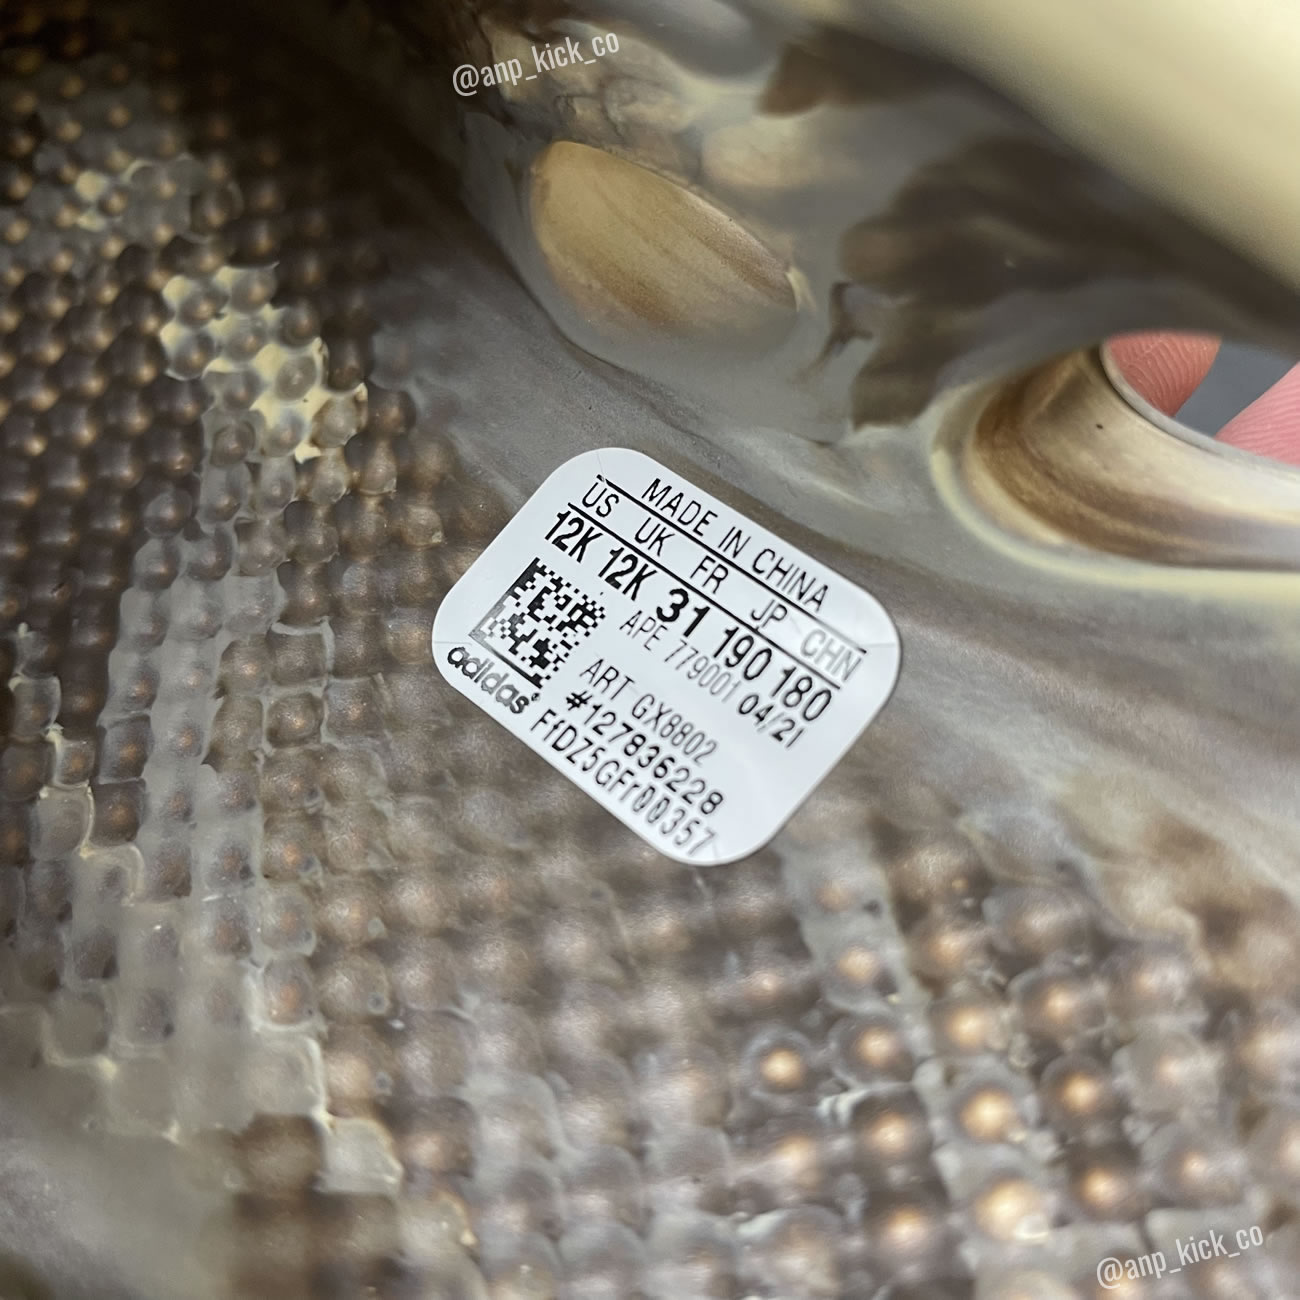 @anp_kick_co
MADE IN CHINA
US UK FR JP CHN
12K 12K 31 190 180
APE 779001 04/21
ART GX8802
#127836228
adidas FfDZ5GFr00357
@anp_kick_co